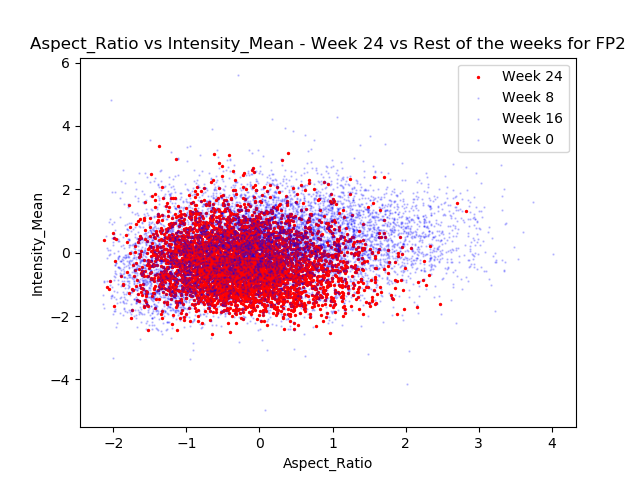 Aspect_Ratio vs Intensity_Mean - Week 24 vs Rest of the weeks for FP2
Week 24
Week 8
Week 16
Week 0
6
4
2
0
−2
−4
Intensity_Mean
−2 −1 0 1 2 3 4
Aspect_Ratio